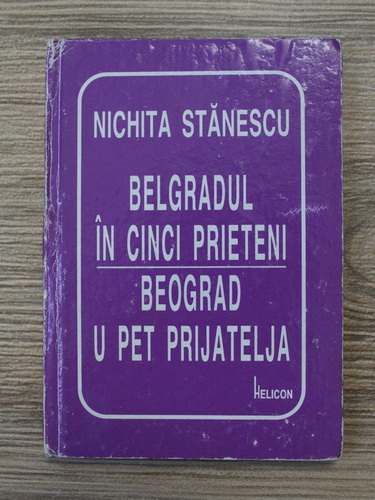 NICHITA STĂNESCU
BELGRADUL
ÎN CINCI PRIETENI
BEOGRAD
U PET PRIJATELJA
HELICON